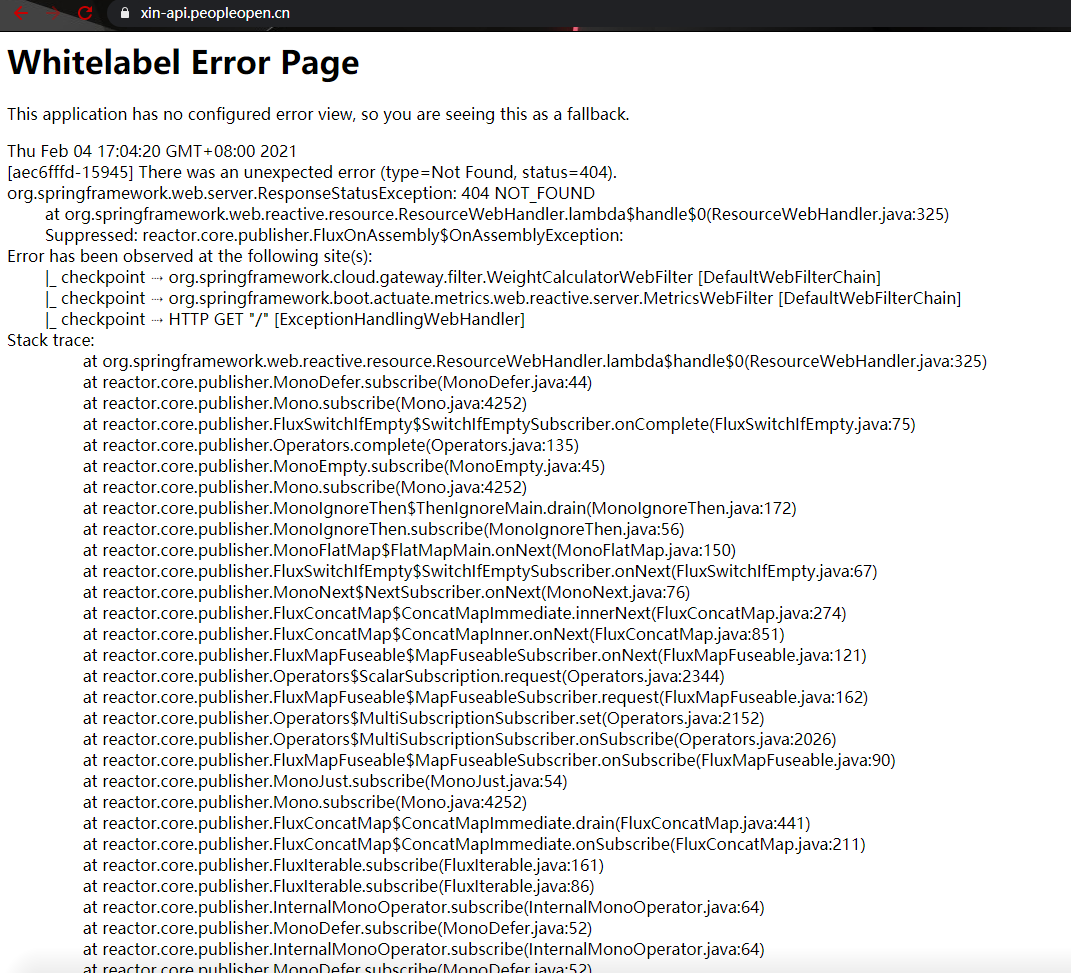 xin-api.peopleopen.cn
Whitelabel Error Page
This application has no configured error view, so you are seeing this as a fallback.
Thu Feb 04 17:04:20 GMT+08:00 2021
[aec6fffd-15945] There was an unexpected error (type=Not Found, status=404).
org.springframework.web.server.ResponseStatusException: 404 NOT_FOUND
at org.springframework.web.reactive.resource.ResourceWebHandler.lambda$handle$0(ResourceWebHandler.java:325)
Suppressed: reactor.core.publisher.FluxOnAssembly$OnAssemblyException:
Error has been observed at the following site(s):
|_ checkpoint ⇢ org.springframework.cloud.gateway.filter.WeightCalculatorWebFilter [DefaultWebFilterChain]
|_ checkpoint ⇢ org.springframework.boot.actuate.metrics.web.reactive.server.MetricsWebFilter [DefaultWebFilterChain]
|_ checkpoint ⇢ HTTP GET "/" [ExceptionHandlingWebHandler]
Stack trace:
at org.springframework.web.reactive.resource.ResourceWebHandler.lambda$handle$0(ResourceWebHandler.java:325)
at reactor.core.publisher.MonoDefer.subscribe(MonoDefer.java:44)
at reactor.core.publisher.Mono.subscribe(Mono.java:4252)
at reactor.core.publisher.FluxSwitchIfEmpty$SwitchIfEmptySubscriber.onComplete(FluxSwitchIfEmpty.java:75)
at reactor.core.publisher.Operators.complete(Operators.java:135)
at reactor.core.publisher.MonoEmpty.subscribe(MonoEmpty.java:45)
at reactor.core.publisher.Mono.subscribe(Mono.java:4252)
at reactor.core.publisher.MonoIgnoreThen$ThenIgnoreMain.drain(MonoIgnoreThen.java:172)
at reactor.core.publisher.MonoIgnoreThen.subscribe(MonoIgnoreThen.java:56)
at reactor.core.publisher.MonoFlatMap$FlatMapMain.onNext(MonoFlatMap.java:150)
at reactor.core.publisher.FluxSwitchIfEmpty$SwitchIfEmptySubscriber.onNext(FluxSwitchIfEmpty.java:67)
at reactor.core.publisher.MonoNext$NextSubscriber.onNext(MonoNext.java:76)
at reactor.core.publisher.FluxConcatMap$ConcatMapImmediate.innerNext(FluxConcatMap.java:274)
at reactor.core.publisher.FluxConcatMap$ConcatMapInner.onNext(FluxConcatMap.java:851)
at reactor.core.publisher.FluxMapFuseable$MapFuseableSubscriber.onNext(FluxMapFuseable.java:121)
at reactor.core.publisher.Operators$ScalarSubscription.request(Operators.java:2344)
at reactor.core.publisher.FluxMapFuseable$MapFuseableSubscriber.request(FluxMapFuseable.java:162)
at reactor.core.publisher.Operators$MultiSubscriptionSubscriber.set(Operators.java:2152)
at reactor.core.publisher.Operators$MultiSubscriptionSubscriber.onSubscribe(Operators.java:2026)
at reactor.core.publisher.FluxMapFuseable$MapFuseableSubscriber.onSubscribe(FluxMapFuseable.java:90)
at reactor.core.publisher.MonoJust.subscribe(MonoJust.java:54)
at reactor.core.publisher.Mono.subscribe(Mono.java:4252)
at reactor.core.publisher.FluxConcatMap$ConcatMapImmediate.drain(FluxConcatMap.java:441)
at reactor.core.publisher.FluxConcatMap$ConcatMapImmediate.onSubscribe(FluxConcatMap.java:211)
at reactor.core.publisher.FluxIterable.subscribe(FluxIterable.java:161)
at reactor.core.publisher.FluxIterable.subscribe(FluxIterable.java:86)
at reactor.core.publisher.InternalMonoOperator.subscribe(InternalMonoOperator.java:64)
at reactor.core.publisher.MonoDefer.subscribe(MonoDefer.java:52)
at reactor.core.publisher.InternalMonoOperator.subscribe(InternalMonoOperator.java:64)
at reactor.core.publisher.MonoDefer.subscribe(MonoDefer.java:52)